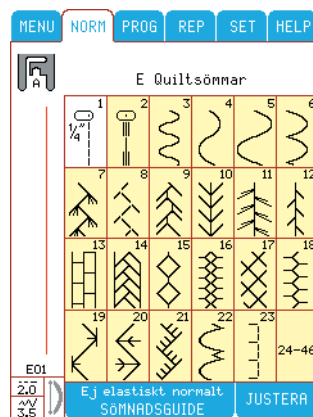 MENU NORM PROG REP SET HELP
A
E Quiltsömmar
1 2 3 4 5 6
1/4"
7 8 9 10 11 12
13 14 15 16 17 18
19 20 21 22 23 24-46
E01
2.0
3.5
Ej elastiskt normalt
SÖMNADSGUIDE
JUSTERA